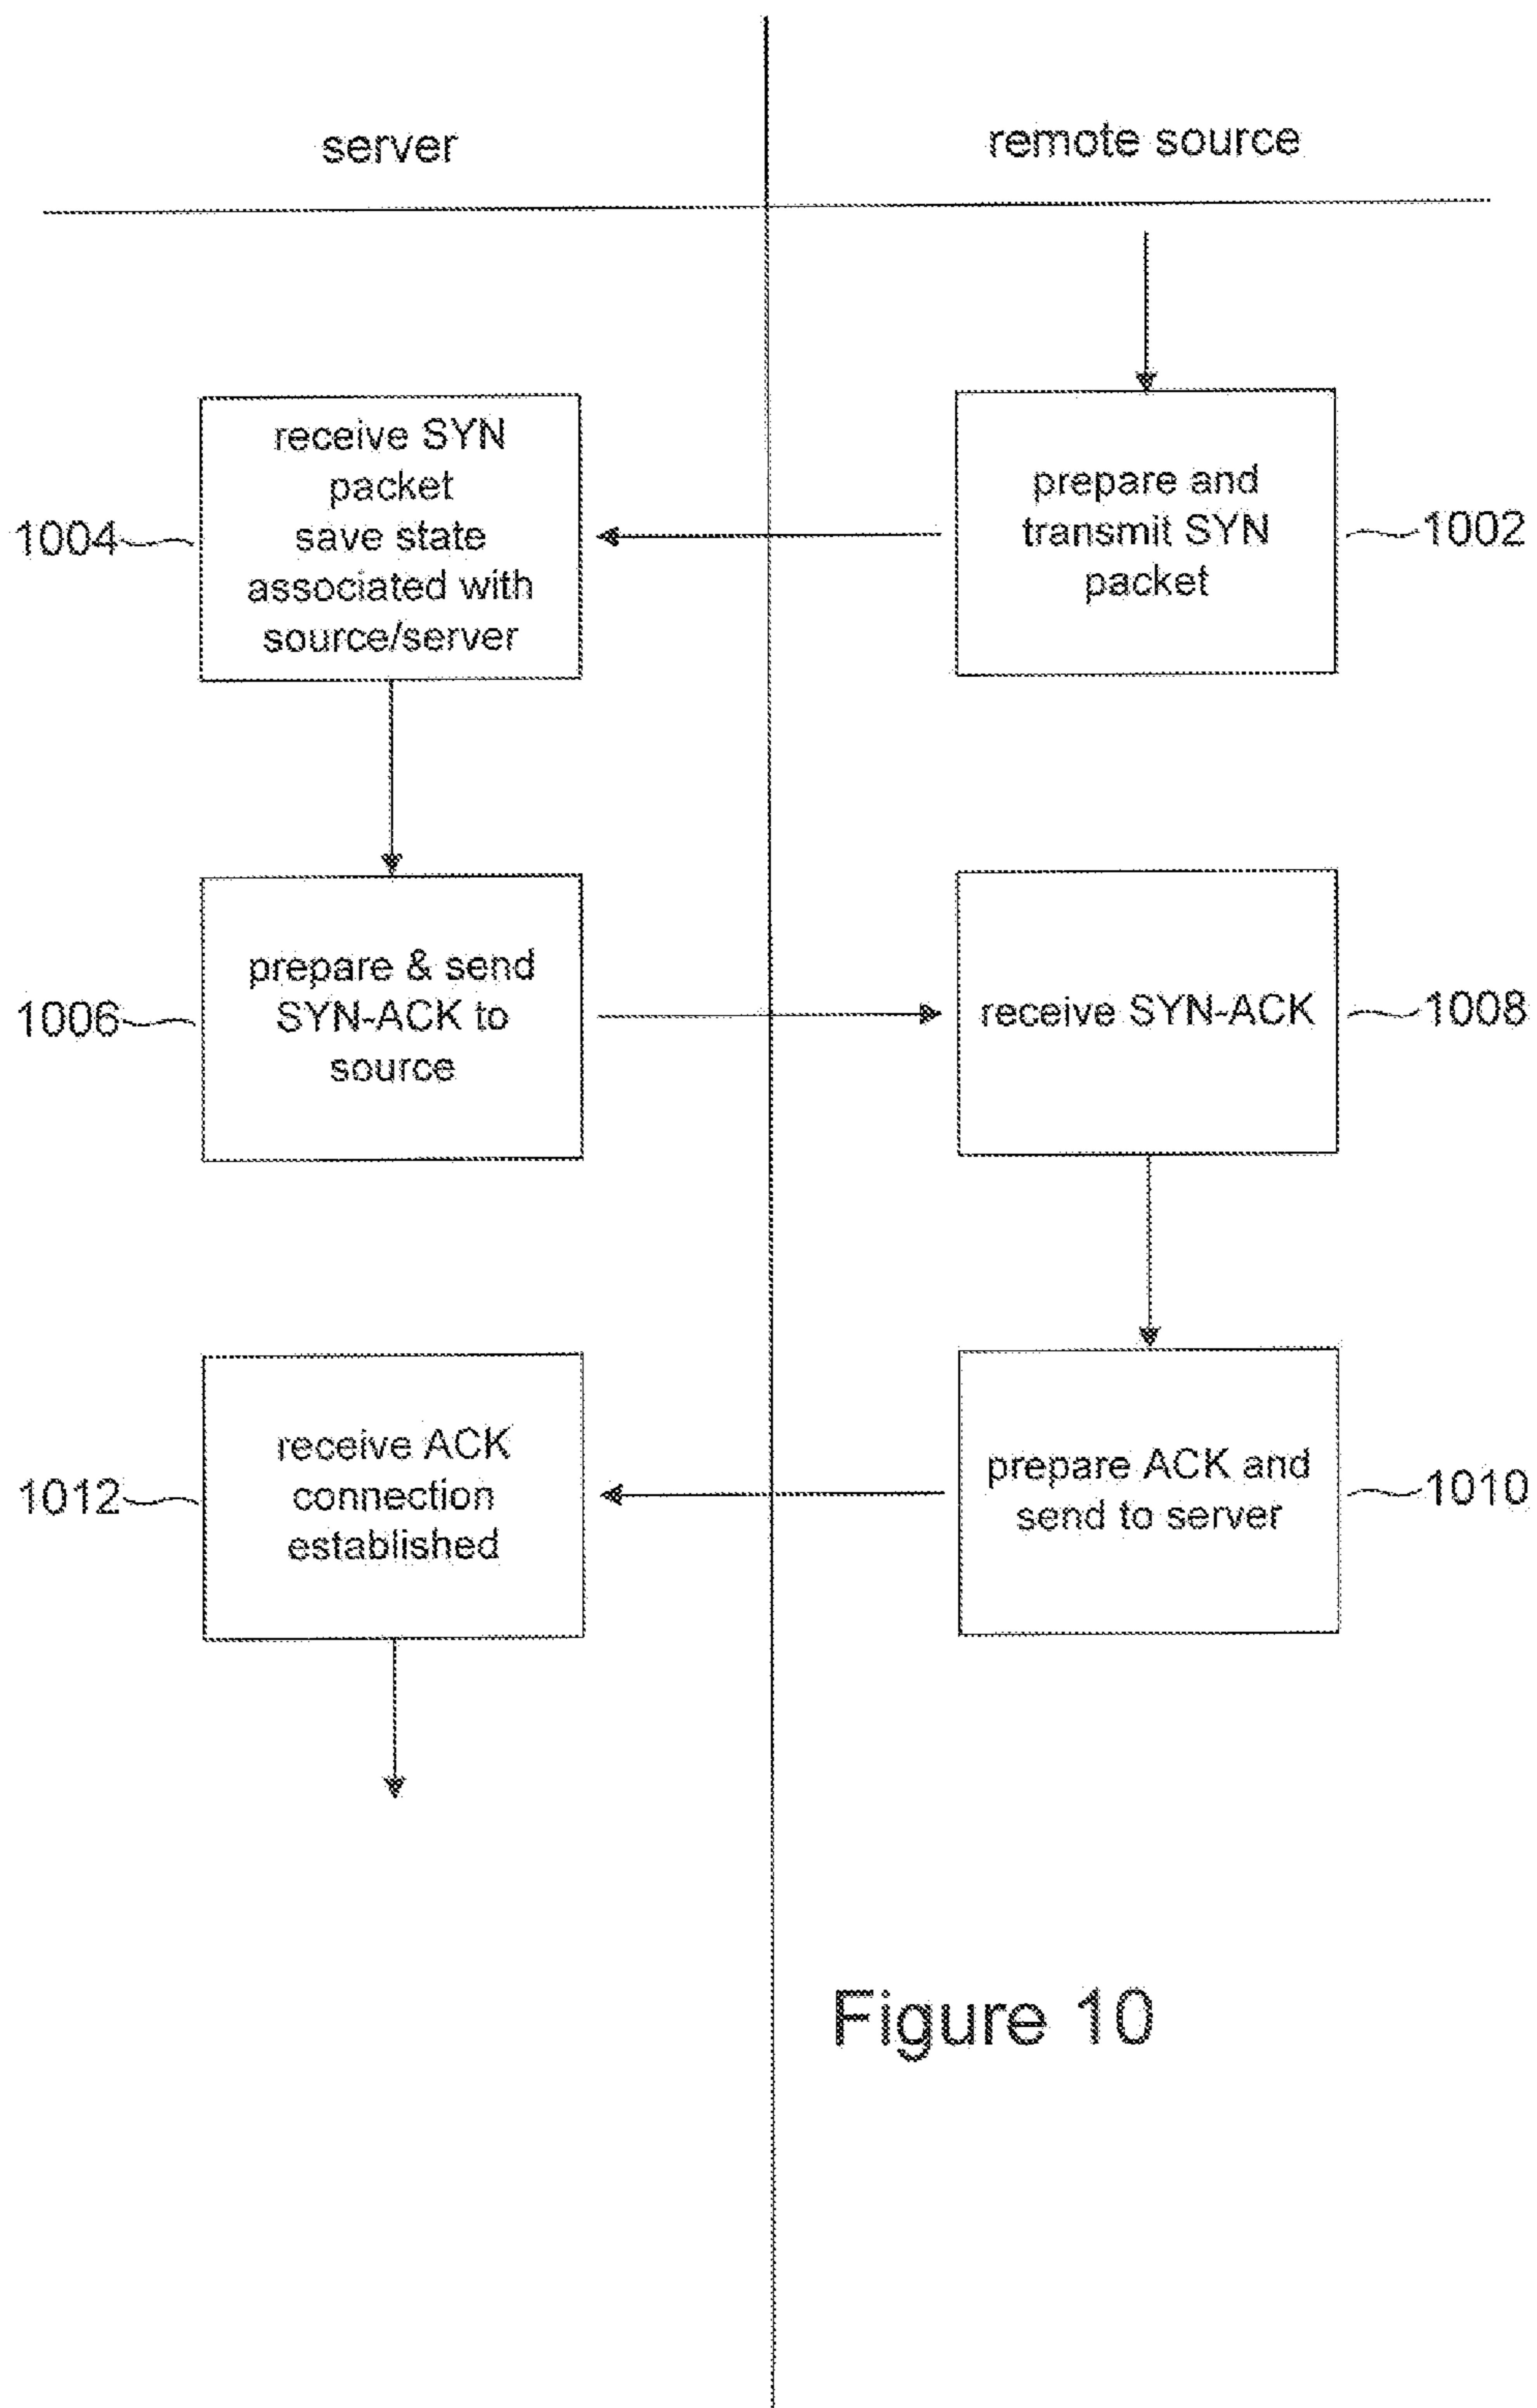 server
remote source
receive SYN
packet
save state
associated with
source/server
1004
prepare and
transmit SYN
packet
1002
prepare & send
SYN-ACK to
source
1006
receive SYN-ACK
1008
receive ACK
connection
established
1012
prepare ACK and
send to server
1010
Figure 10